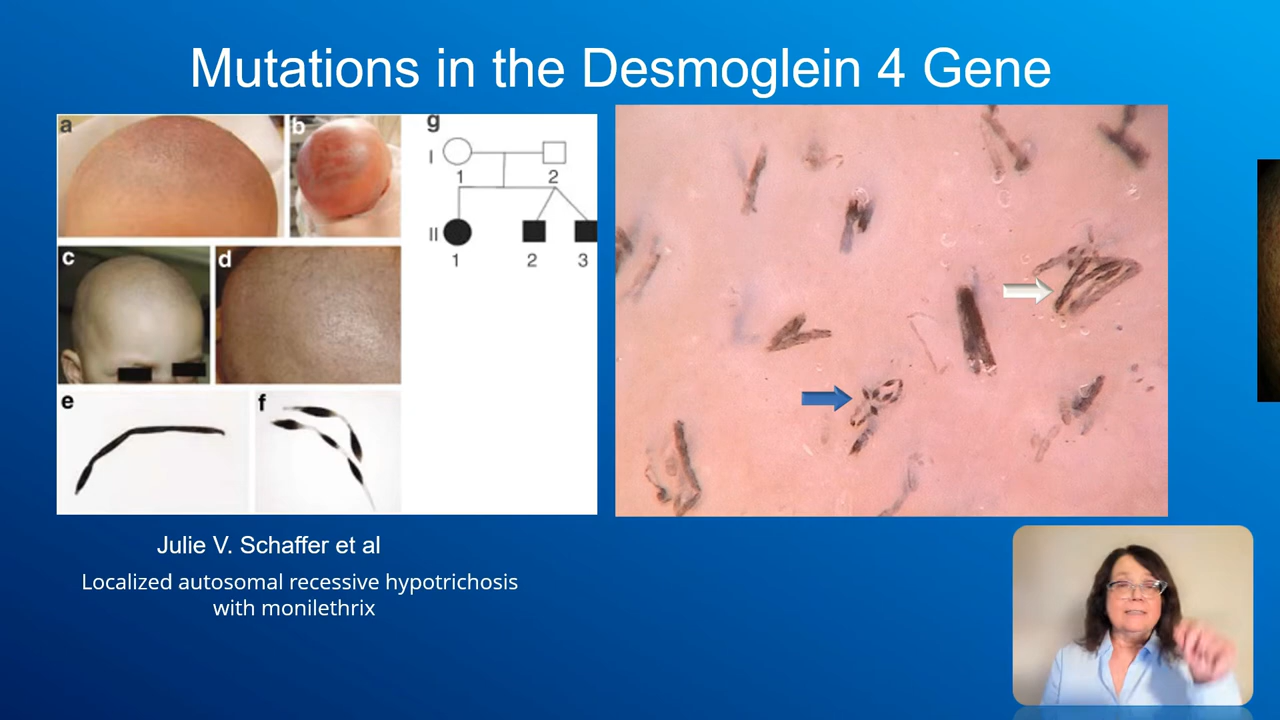 Mutations in the Desmoglein 4 Gene
a
b
g
I
1
2
c
d
II
1
2
3
e
f
Julie V. Schaffer et al
Localized autosomal recessive hypotrichosis
with monilethrix